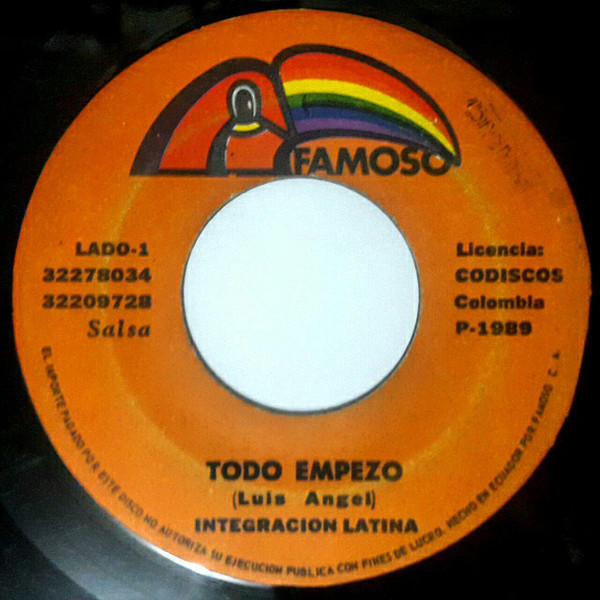 FAMOSO
LADO-1
32278034
32209728
Salsa
Licencia:
CODISCOS
Colombia
P-1989
TODO EMPEZO
(Luis Angel)
INTEGRACION LATINA
EL IMPORTE PAGADO POR ESTE DISCO NO AUTORIZA SU EJECUCION PUBLICA CON FINES DE LUCRO. HECHO EN ECUADOR POR FAMOSO C. A.